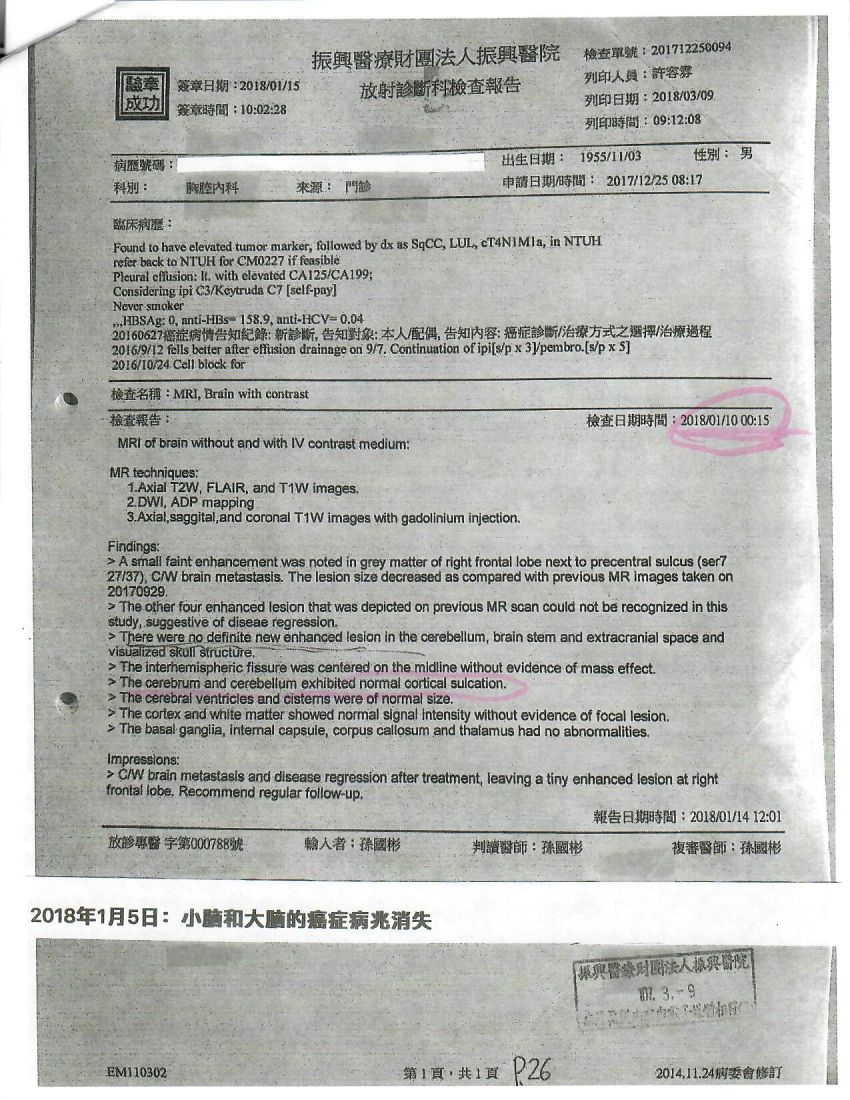 振興醫療財團法人振興醫院
放射診斷科檢查報告
驗章成功
簽章日期：2018/01/15
簽章時間：10:02:28
檢查單號：201712250094
列印人員：許容雰
列印日期：2018/03/09
列印時間：09:12:08
病歷號碼：
出生日期： 1955/11/03 性別： 男
科別： 胸腔內科 來源： 門診 申請日期/時間： 2017/12/25 08:17
臨床病歷：
Found to have elevated tumor marker, followed by dx as SqCC, LUL, cT4N1M1a, in NTUH
refer back to NTUH for CM0227 if feasible
Pleural effusion: lt. with elevated CA125/CA199;
Considering ipi C3/Keytruda C7 [self-pay]
Never smoker
,,,HBSAg: 0, anti-HBs= 158.9, anti-HCV= 0.04
20160627癌症病情告知紀錄: 新診斷, 告知對象: 本人/配偶, 告知內容: 癌症診斷/治療方式之選擇/治療過程
2016/9/12 fells better after effusion drainage on 9/7. Continuation of ipi[s/p x 3]/pembro.[s/p x 5]
2016/10/24 Cell block for
檢查名稱：MRI, Brain with contrast
檢查報告： 檢查日期時間：2018/01/10 00:15
MRI of brain without and with IV contrast medium:
MR techniques:
1.Axial T2W, FLAIR, and T1W images.
2.DWI, ADP mapping
3.Axial,saggital,and coronal T1W images with gadolinium injection.
Findings:
> A small faint enhancement was noted in grey matter of right frontal lobe next to precentral sulcus (ser7
27/37), C/W brain metastasis. The lesion size decreased as compared with previous MR images taken on
20170929.
> The other four enhanced lesion that was depicted on previous MR scan could not be recognized in this
study, suggestive of diseae regression.
> There were no definite new enhanced lesion in the cerebellum, brain stem and extracranial space and
visualized skull structure.
> The interhemispheric fissure was centered on the midline without evidence of mass effect.
> The cerebrum and cerebellum exhibited normal cortical sulcation.
> The cerebral ventricles and cisterns were of normal size.
> The cortex and white matter showed normal signal intensity without evidence of focal lesion.
> The basal ganglia, internal capsule, corpus callosum and thalamus had no abnormalities.
Impressions:
> C/W brain metastasis and disease regression after treatment, leaving a tiny enhanced lesion at right
frontal lobe. Recommend regular follow-up.
報告日期時間：2018/01/14 12:01
放診專醫 字第000788號 輸入者：孫國彬 判讀醫師：孫國彬 複審醫師：孫國彬
2018年1月5日： 小脑和大脑的癌症病兆消失
振興醫療財團法人振興醫院
107. 3. -9
EM110302 第 1 頁，共 1 頁 P.26 2014.11.24病委會修訂